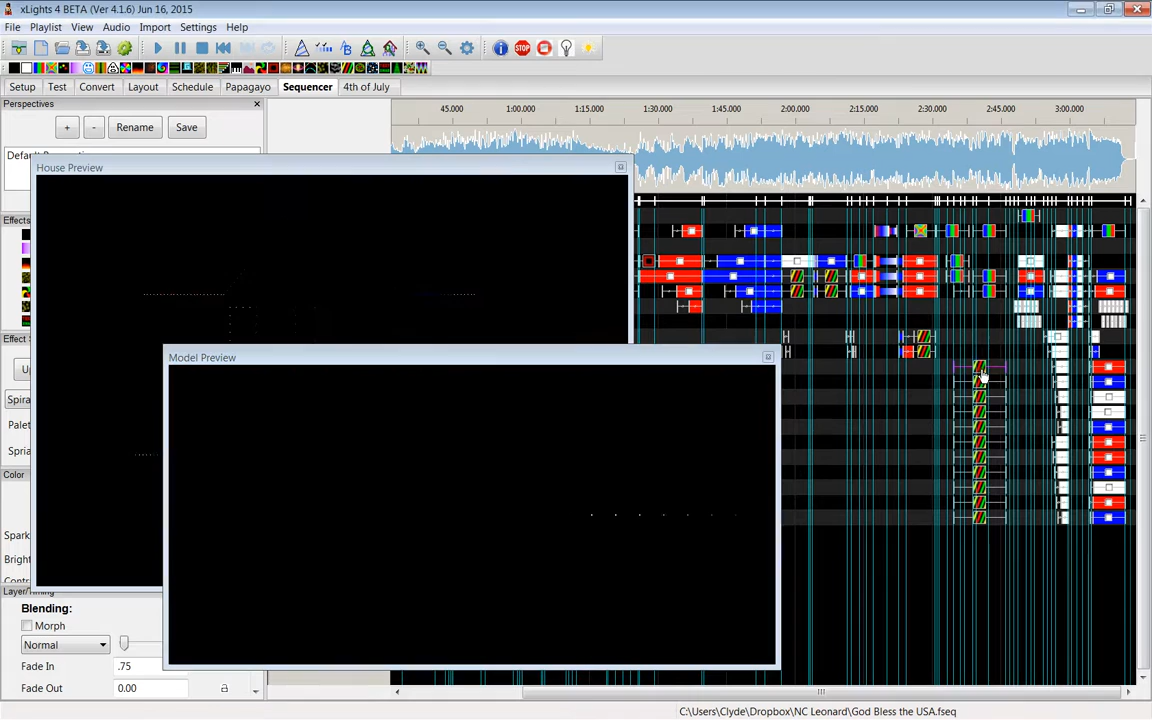 xLights 4 BETA (Ver 4.1.6) Jun 16, 2015
File Playlist View Audio Import Settings Help
Setup Test Convert Layout Schedule Papagayo Sequencer 4th of July
Perspectives
45.000 1:00.000 1:15.000 1:30.000 1:45.000 2:00.000 2:15.000 2:30.000 2:45.000 3:00.000
+ - Rename Save
House Preview
Effects
Model Preview
Color
Layer/Timing
Blending:
Morph
Normal
Fade In .75
Fade Out 0.00
C:\Users\Clyde\Dropbox\NC Leonard\God Bless the USA.fseq